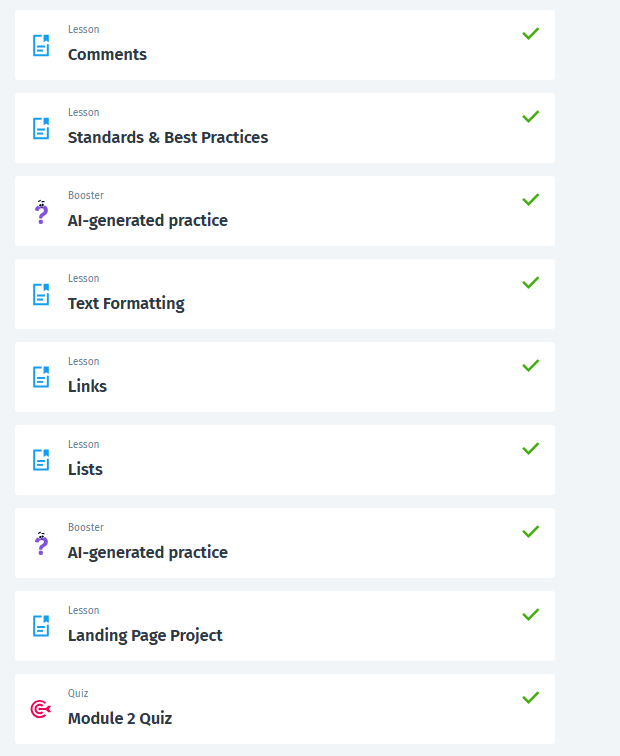 Lesson
Comments
Lesson
Standards & Best Practices
Booster
AI-generated practice
Lesson
Text Formatting
Lesson
Links
Lesson
Lists
Booster
AI-generated practice
Lesson
Landing Page Project
Quiz
Module 2 Quiz